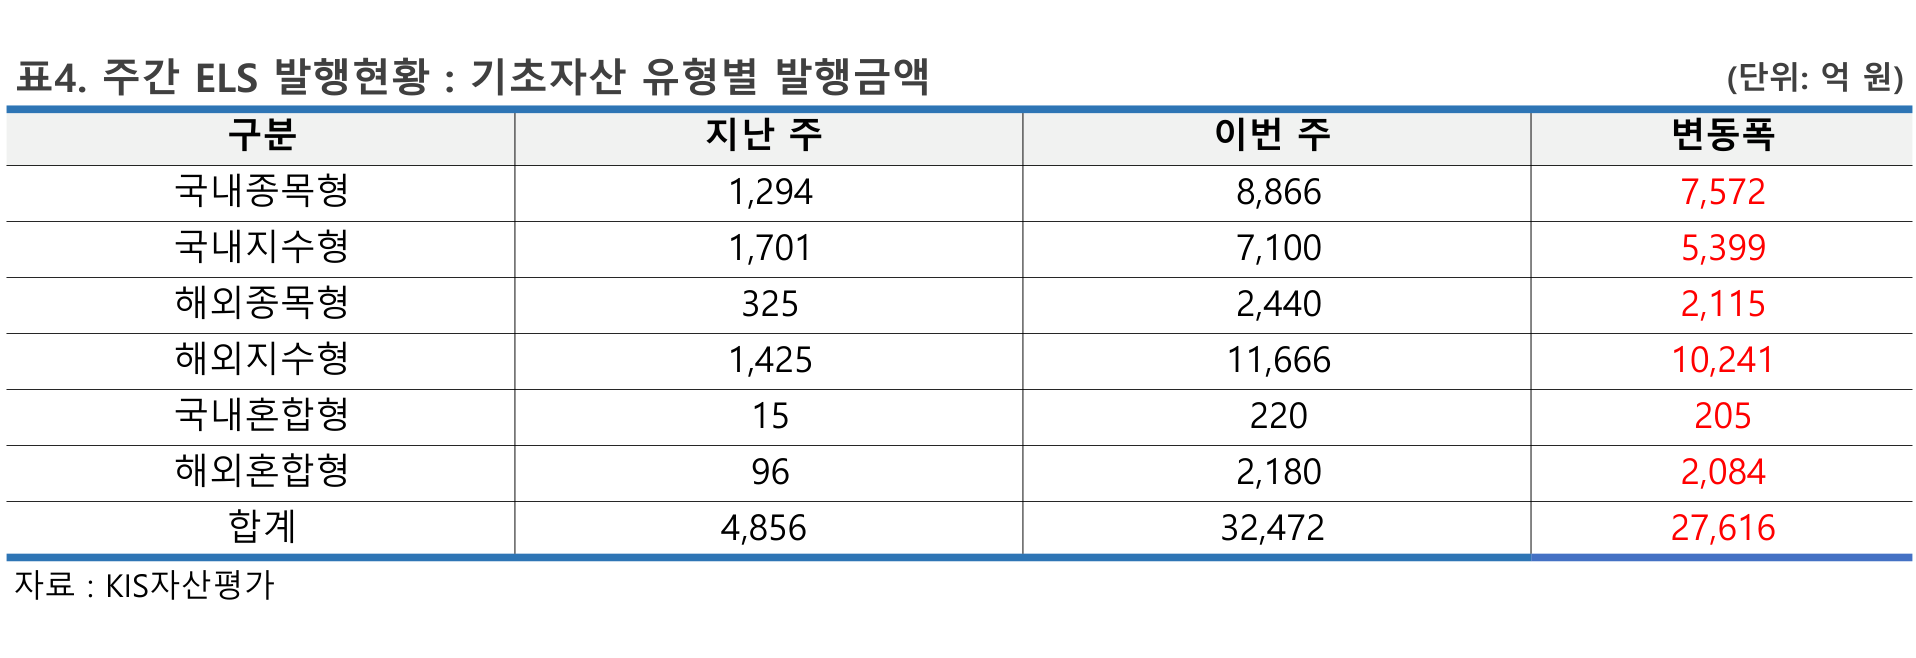 표4. 주간 ELS 발행현황 : 기초자산 유형별 발행금액 (단위: 억 원)
구분 지난 주 이번 주 변동폭
국내종목형 1,294 8,866 7,572
국내지수형 1,701 7,100 5,399
해외종목형 325 2,440 2,115
해외지수형 1,425 11,666 10,241
국내혼합형 15 220 205
해외혼합형 96 2,180 2,084
합계 4,856 32,472 27,616
자료 : KIS자산평가